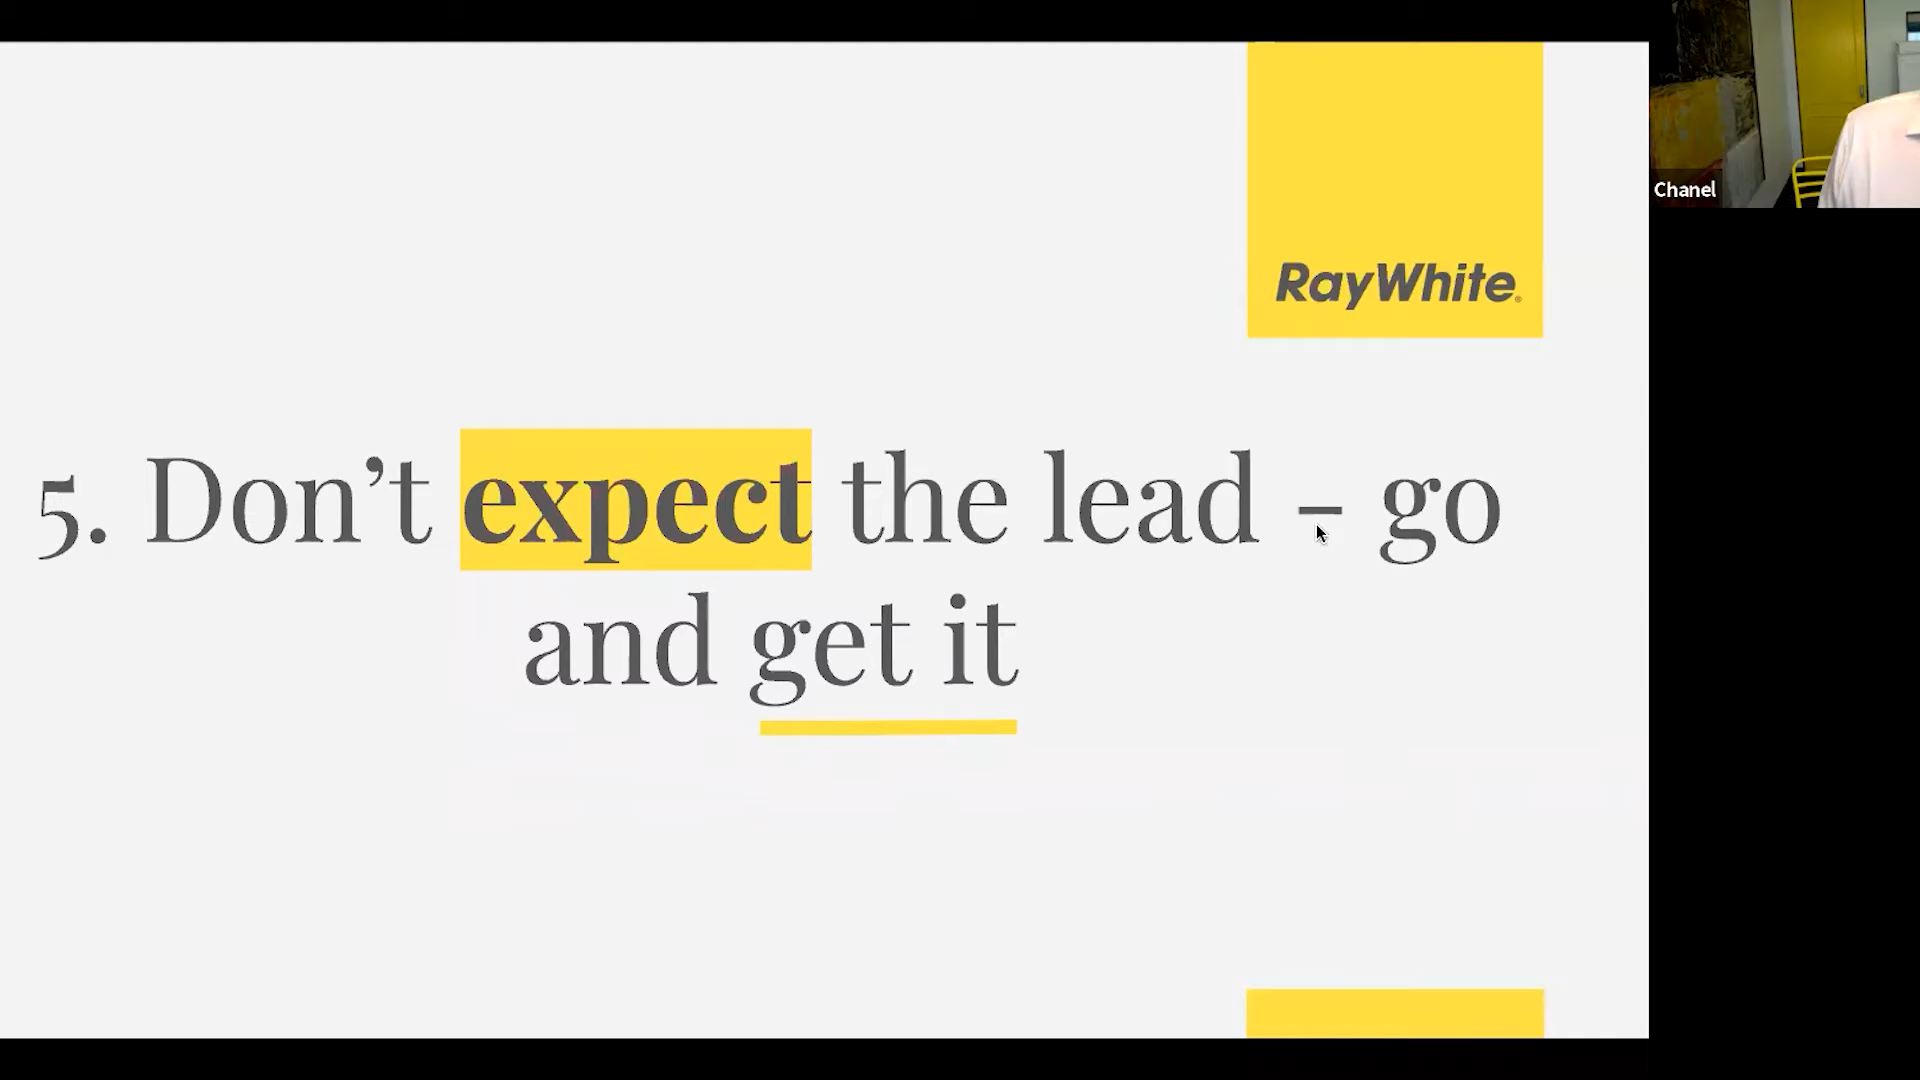 RayWhite
Chanel
5. Don’t expect the lead – go
and get it